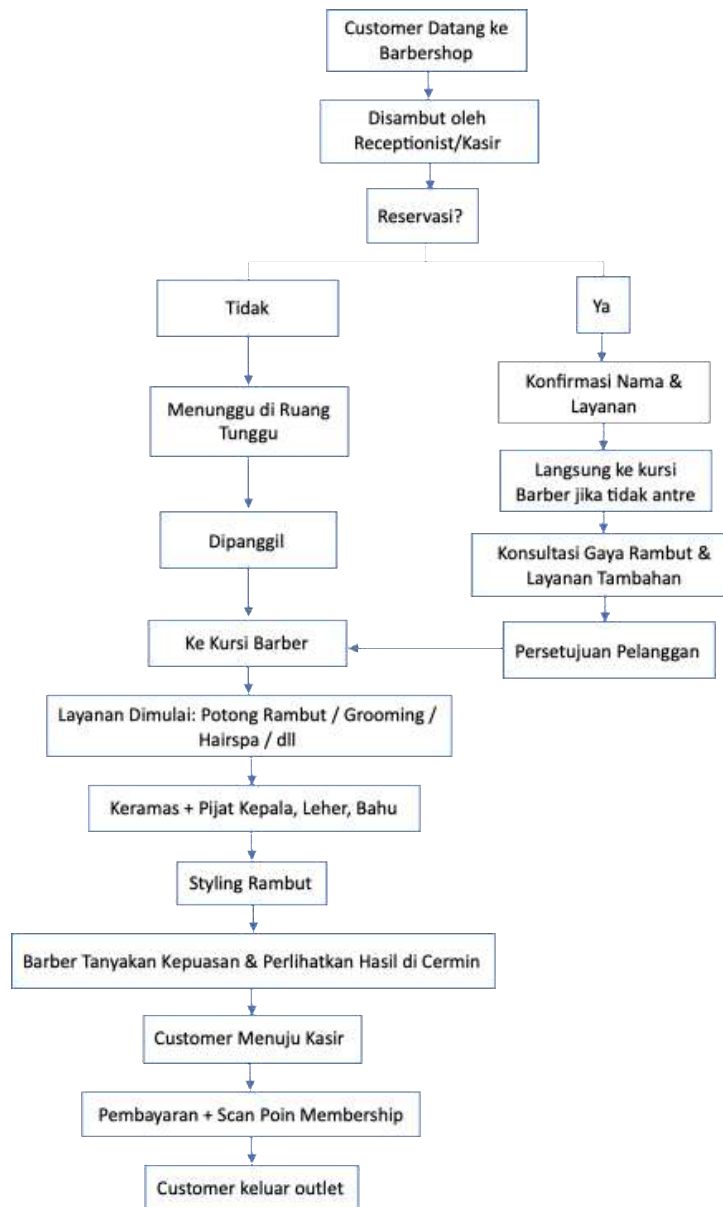 Customer Datang ke
Barbershop
Disambut oleh
Receptionist/Kasir
Reservasi?
Tidak
Ya
Menunggu di Ruang
Tunggu
Konfirmasi Nama &
Layanan
Langsung ke kursi
Barber jika tidak antre
Dipanggil
Konsultasi Gaya Rambut &
Layanan Tambahan
Ke Kursi Barber
Persetujuan Pelanggan
Layanan Dimulai: Potong Rambut / Grooming /
Hairspa / dll
Keramas + Pijat Kepala, Leher, Bahu
Styling Rambut
Barber Tanyakan Kepuasan & Perlihatkan Hasil di Cermin
Customer Menuju Kasir
Pembayaran + Scan Poin Membership
Customer keluar outlet